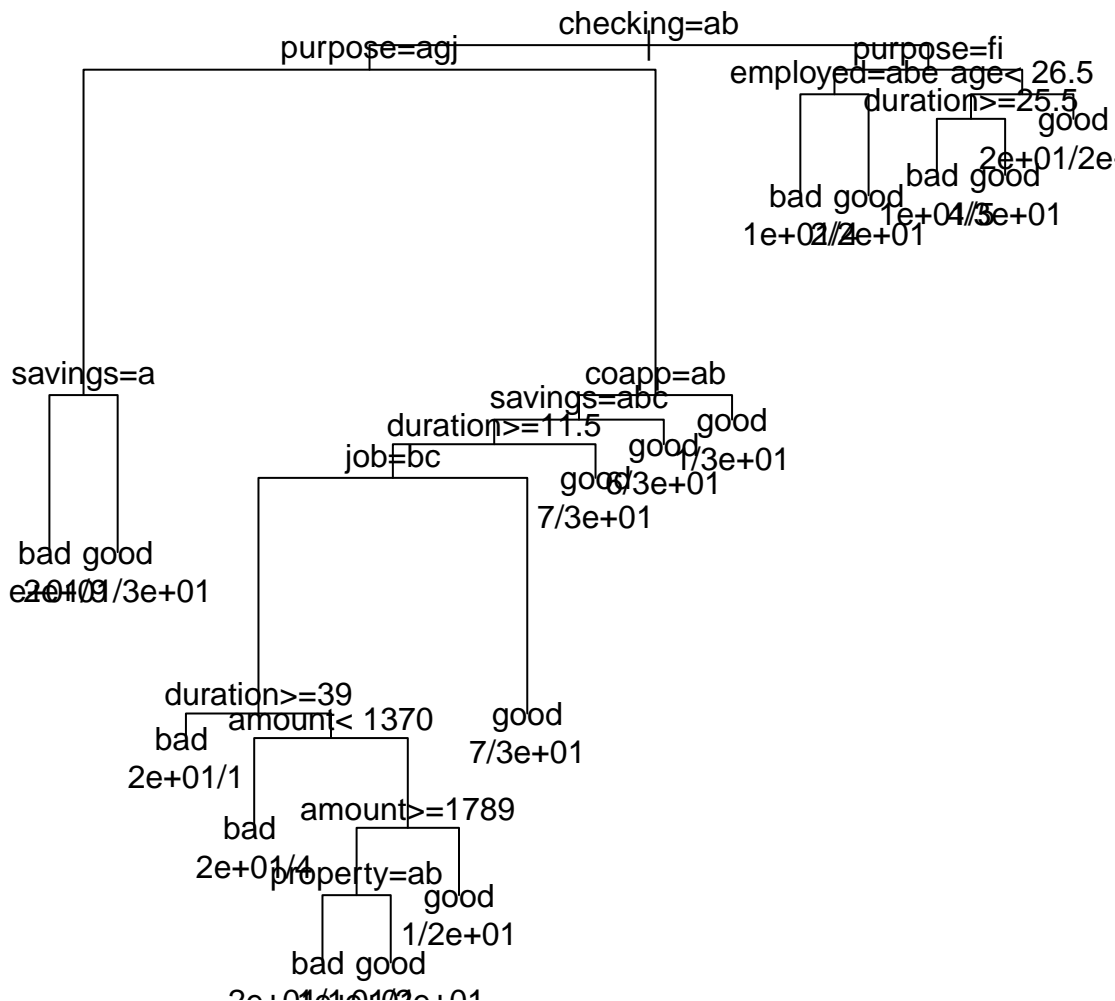 checking=ab
purpose=agj
purpose=fi
employed=abe
age< 26.5
duration>=25.5
good
bad
good
bad
good
savings=a
coapp=ab
savings=abc
duration>=11.5
job=bc
good
1/3e+01
good
6/3e+01
good
7/3e+01
bad
good
duration>=39
amount< 1370
good
7/3e+01
bad
2e+01/1
amount>=1789
bad
2e+01/4
property=ab
good
1/2e+01
bad
good